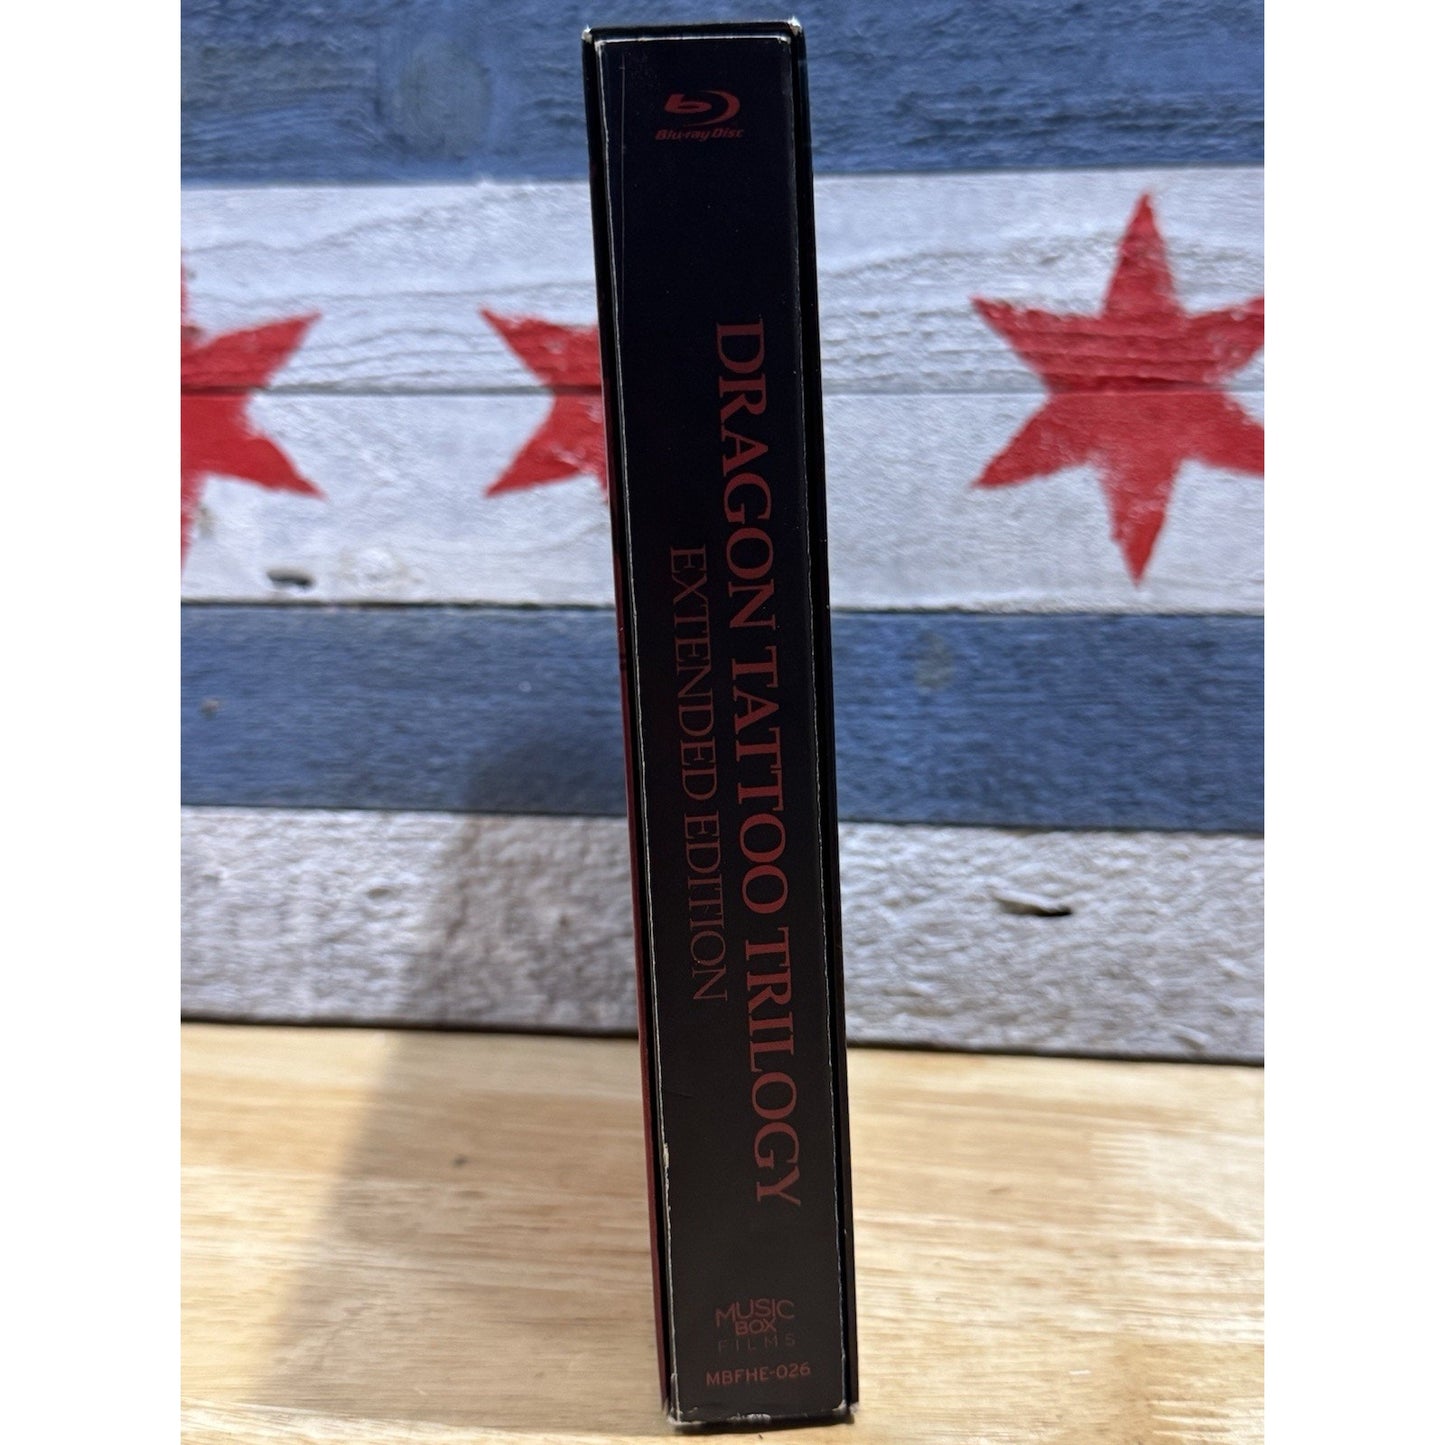 Blu-ray Disc
DRAGON TATTOO TRILOGY
EXTENDED EDITION
MUSIC
BOX
FILMS
MBFHE-026